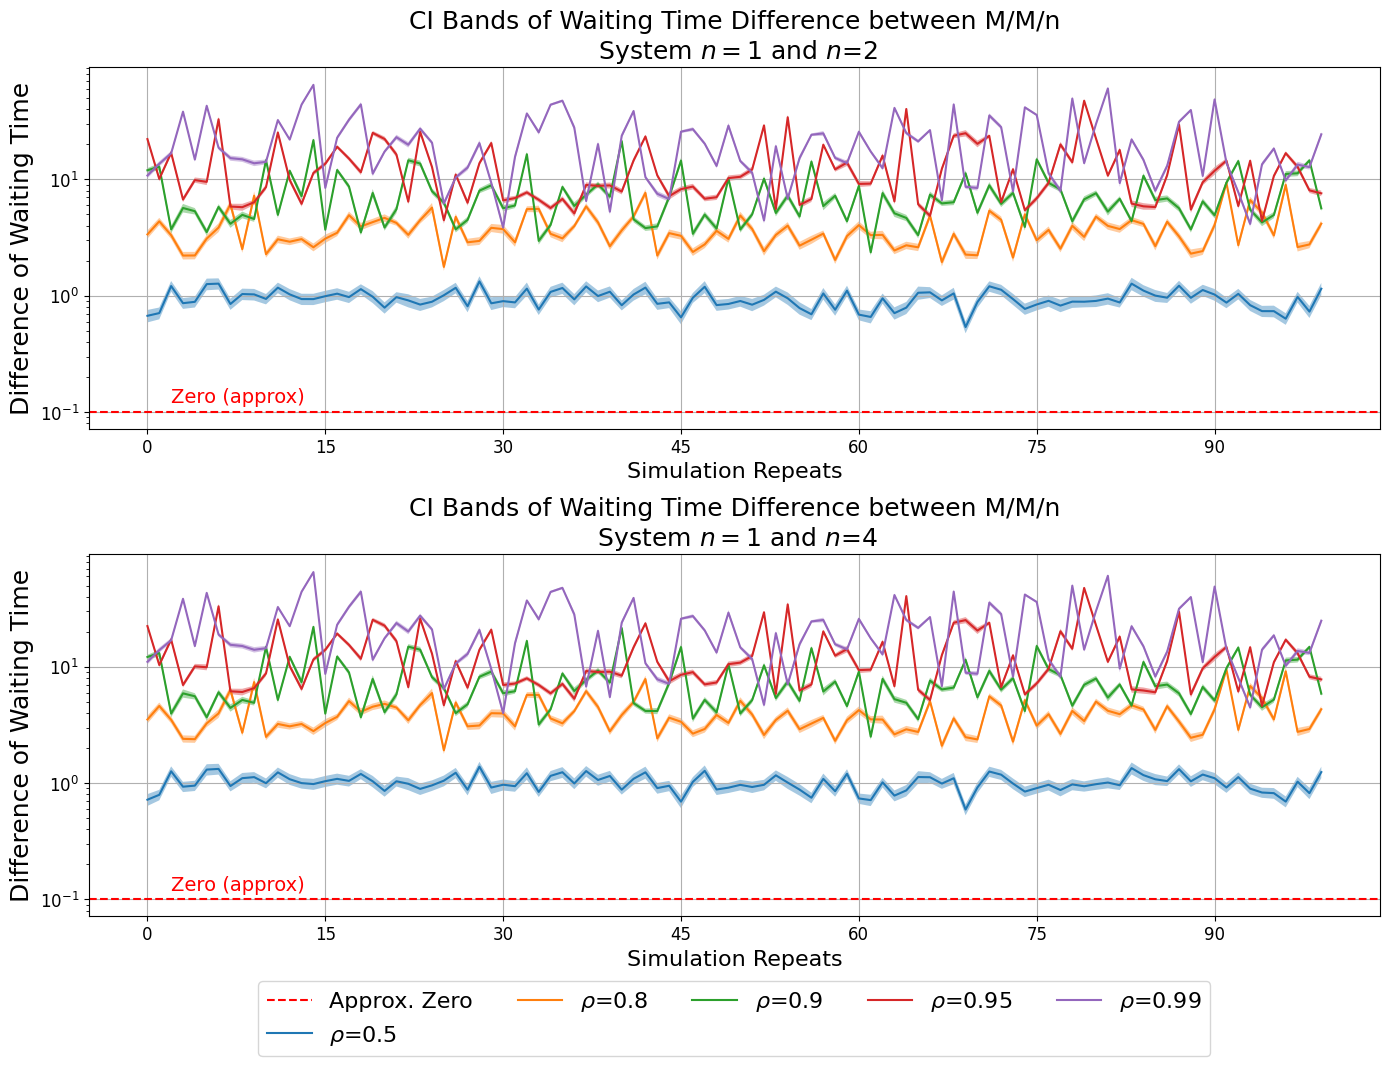 CI Bands of Waiting Time Difference between M/M/n
System n = 1 and n=2
Difference of Waiting Time
10¹
10⁰
10⁻¹
Zero (approx)
0 15 30 45 60 75 90
Simulation Repeats
CI Bands of Waiting Time Difference between M/M/n
System n = 1 and n=4
Difference of Waiting Time
10¹
10⁰
10⁻¹
Zero (approx)
0 15 30 45 60 75 90
Simulation Repeats
Approx. Zero ρ=0.8 ρ=0.9 ρ=0.95 ρ=0.99
ρ=0.5